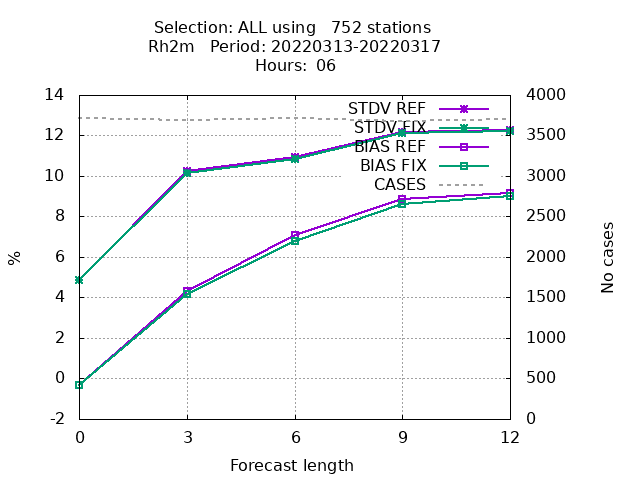 Selection: ALL using   752 stations
Rh2m   Period: 20220313-20220317
Hours: 06
14
12
10
8
6
4
2
0
-2
4000
3500
3000
2500
2000
1500
1000
500
0
STDV REF
STDV FIX
BIAS REF
BIAS FIX
CASES
%
No cases
0 3 6 9 12
Forecast length